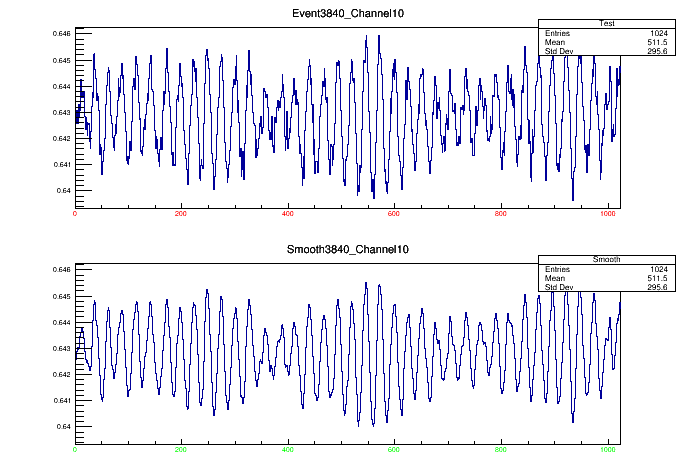 Event3840_Channel10
Test
Entries 1024
Mean 511.5
Std Dev 295.6
0.646
0.645
0.644
0.643
0.642
0.641
0.64
0 200 400 600 800 1000
Smooth3840_Channel10
Smooth
Entries 1024
Mean 511.5
Std Dev 295.6
0.646
0.645
0.644
0.643
0.642
0.641
0.64
0 200 400 600 800 1000